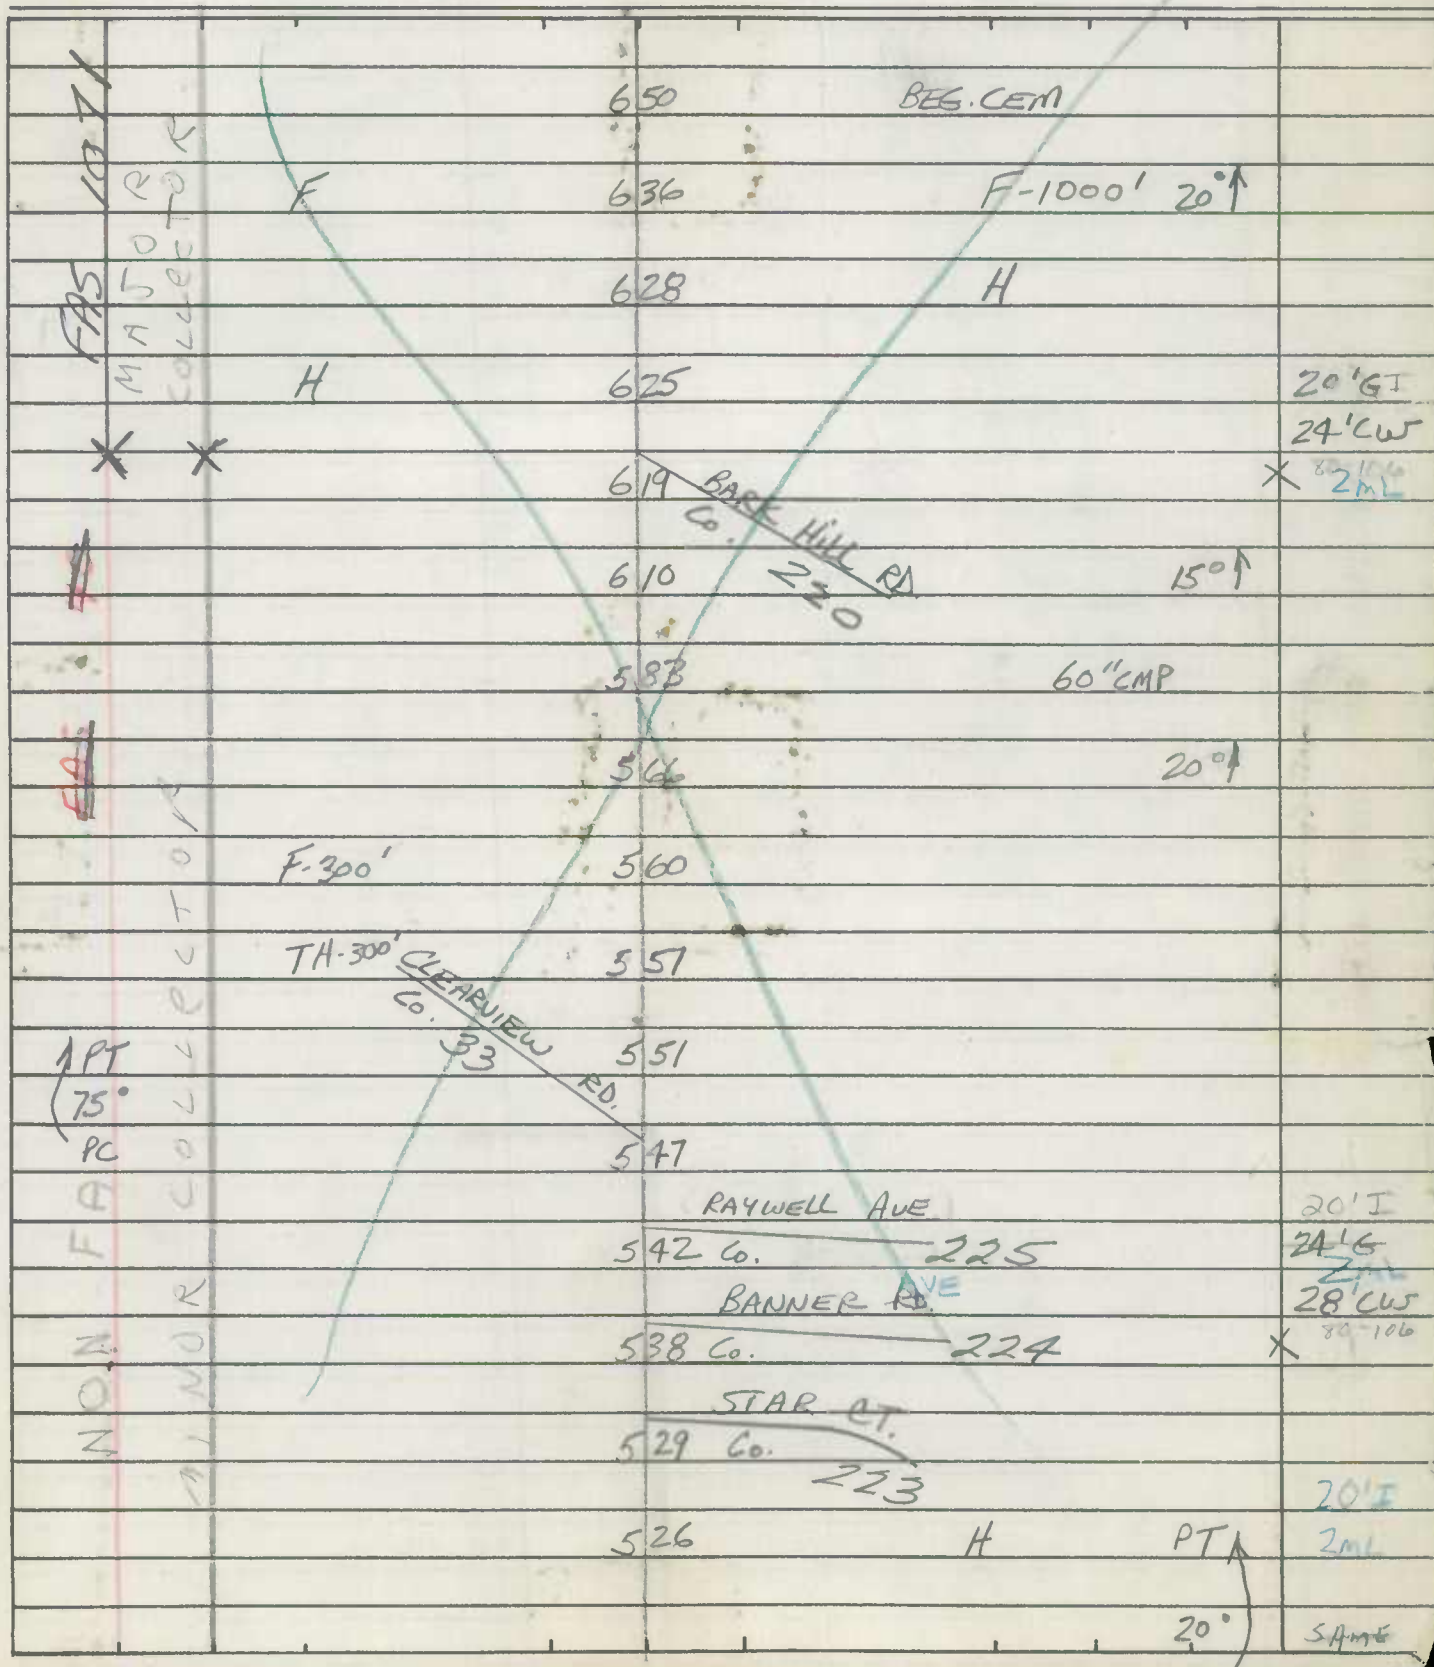 650 BEG. CEM
F 636 F-1000' 20°↑
628 H
H 625 20'GI
24'CW
619 BARK Hill RD 2ML
Co. 220
610 15°↑
583 60"CMP
566 20°↑
F-300' 560
TH-300' 557
CLEARVIEW RD.
Co. 33
551
↑ PT
75°
PC
547
RAYWELL AVE 20'I
542 Co. 225 24'G
BANNER RD. AVE 28'CW
80-106
538 Co. 224
STAR CT.
529 Co. 223
20'I
526 H PT 2ML
20° SAME
FAS 1071
MAJOR
COLLECTOR
NON FAS
MINOR COLLECTOR